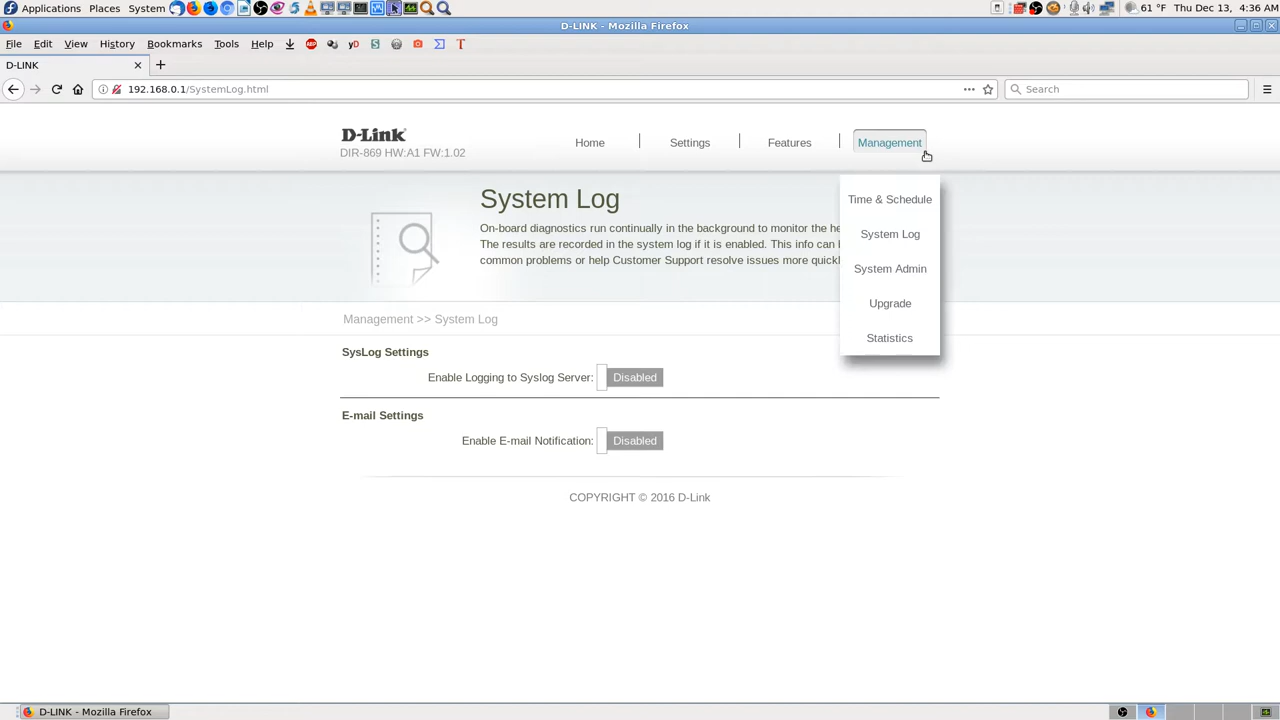 Applications Places System 61 °F Thu Dec 13, 4:36 AM
D-LINK - Mozilla Firefox
File Edit View History Bookmarks Tools Help ABP yD S T
D-LINK
192.168.0.1/SystemLog.html Search
D-Link
DIR-869 HW:A1 FW:1.02
Home Settings Features Management
Time & Schedule
System Log
System Admin
Upgrade
Statistics
System Log
On-board diagnostics run continually in the background to monitor the he
The results are recorded in the system log if it is enabled. This info can
common problems or help Customer Support resolve issues more quickl
Management >> System Log
SysLog Settings
Enable Logging to Syslog Server: Disabled
E-mail Settings
Enable E-mail Notification: Disabled
COPYRIGHT © 2016 D-Link
D-LINK - Mozilla Firefox